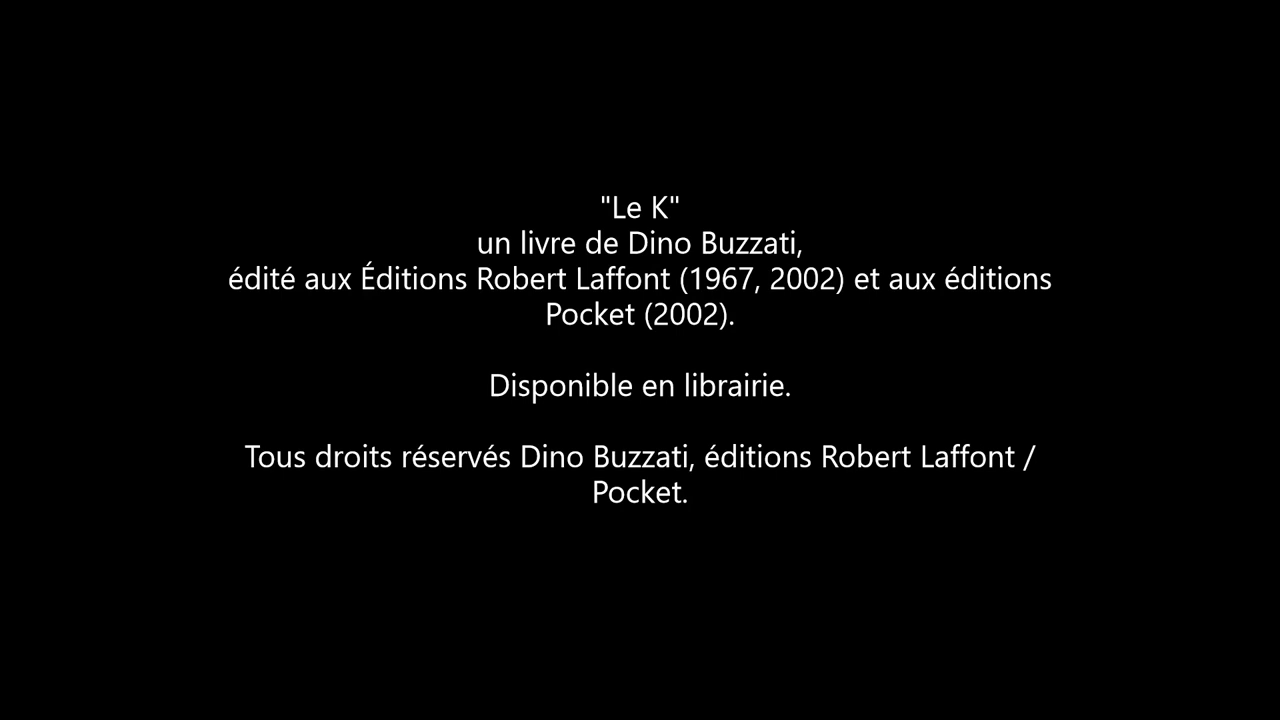 "Le K"
un livre de Dino Buzzati,
édité aux Éditions Robert Laffont (1967, 2002) et aux éditions
Pocket (2002).
Disponible en librairie.
Tous droits réservés Dino Buzzati, éditions Robert Laffont /
Pocket.